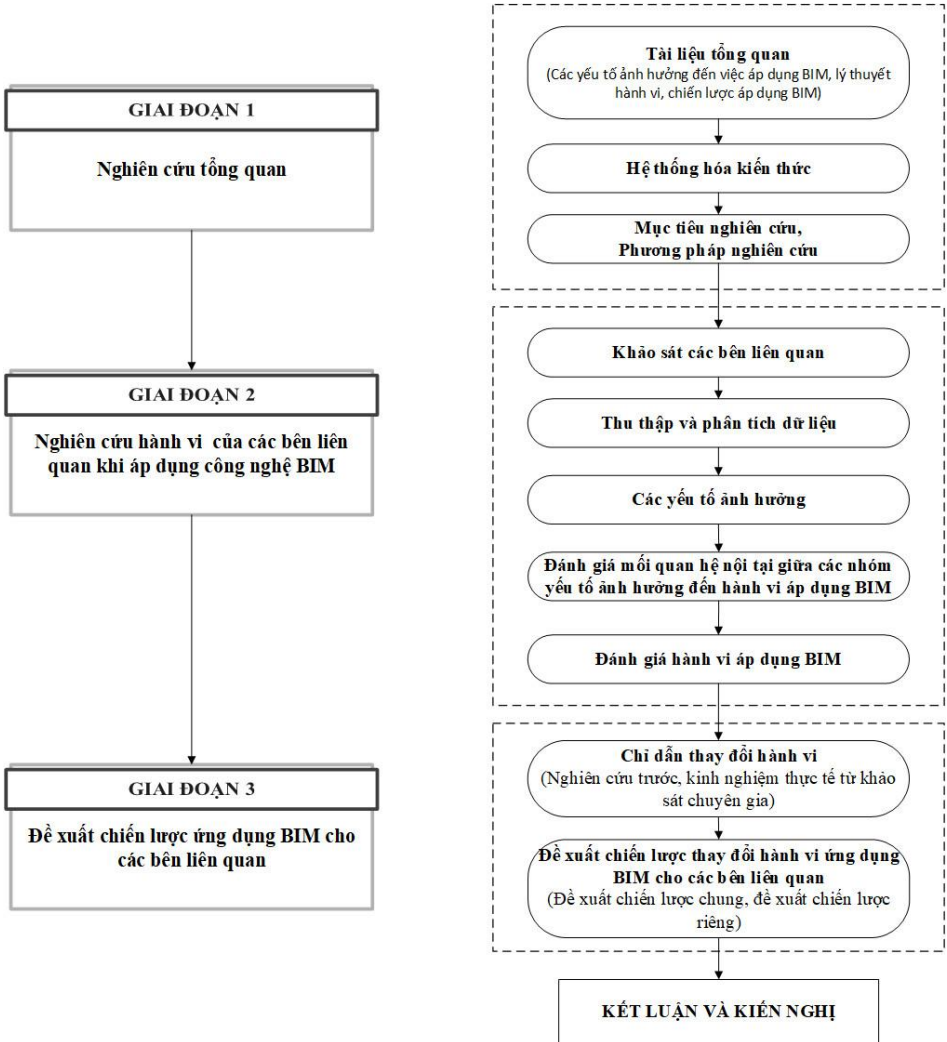 GIAI ĐOẠN 1
Nghiên cứu tổng quan
GIAI ĐOẠN 2
Nghiên cứu hành vi của các bên liên
quan khi áp dụng công nghệ BIM
GIAI ĐOẠN 3
Đề xuất chiến lược ứng dụng BIM cho
các bên liên quan
Tài liệu tổng quan
(Các yếu tố ảnh hưởng đến việc áp dụng BIM, lý thuyết
hành vi, chiến lược áp dụng BIM)
Hệ thống hóa kiến thức
Mục tiêu nghiên cứu,
Phương pháp nghiên cứu
Khảo sát các bên liên quan
Thu thập và phân tích dữ liệu
Các yếu tố ảnh hưởng
Đánh giá mối quan hệ nội tại giữa các nhóm
yếu tố ảnh hưởng đến hành vi áp dụng BIM
Đánh giá hành vi áp dụng BIM
Chỉ dẫn thay đổi hành vi
(Nghiên cứu trước, kinh nghiệm thực tế từ khảo
sát chuyên gia)
Đề xuất chiến lược thay đổi hành vi ứng dụng
BIM cho các bên liên quan
(Đề xuất chiến lược chung, đề xuất chiến lược
riêng)
KẾT LUẬN VÀ KIẾN NGHỊ